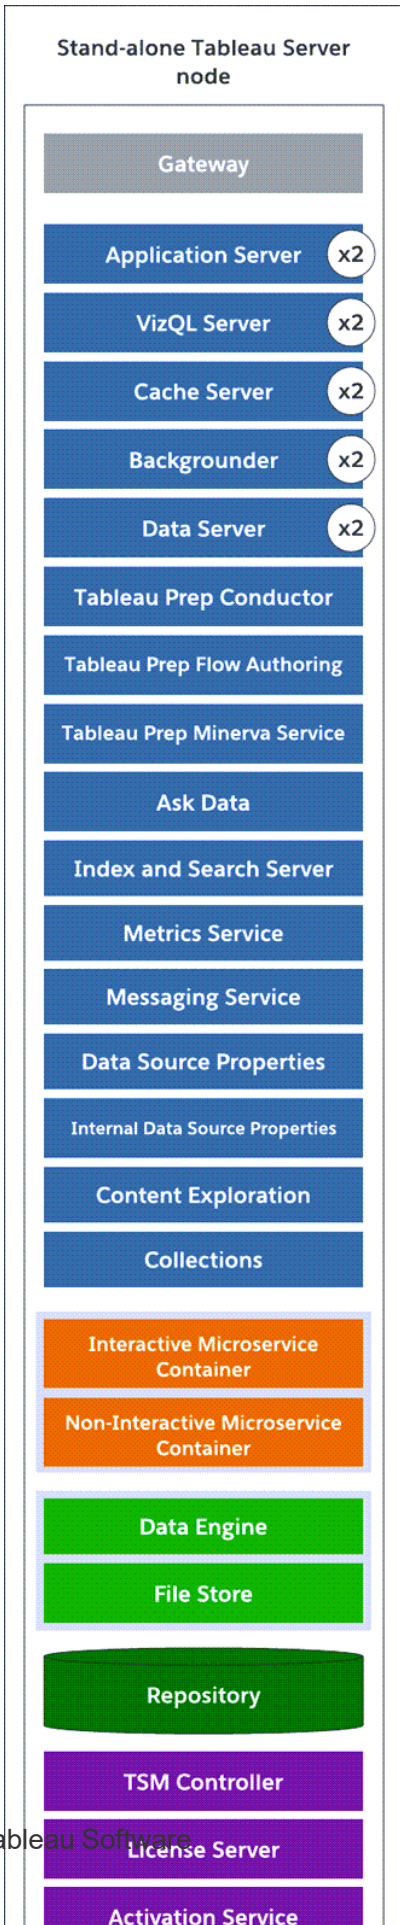 Stand-alone Tableau Server
node
Gateway
Application Server x2
VizQL Server x2
Cache Server x2
Backgrounder x2
Data Server x2
Tableau Prep Conductor
Tableau Prep Flow Authoring
Tableau Prep Minerva Service
Ask Data
Index and Search Server
Metrics Service
Messaging Service
Data Source Properties
Internal Data Source Properties
Content Exploration
Collections
Interactive Microservice
Container
Non-Interactive Microservice
Container
Data Engine
File Store
Repository
TSM Controller
ableau Software
License Server
Activation Service